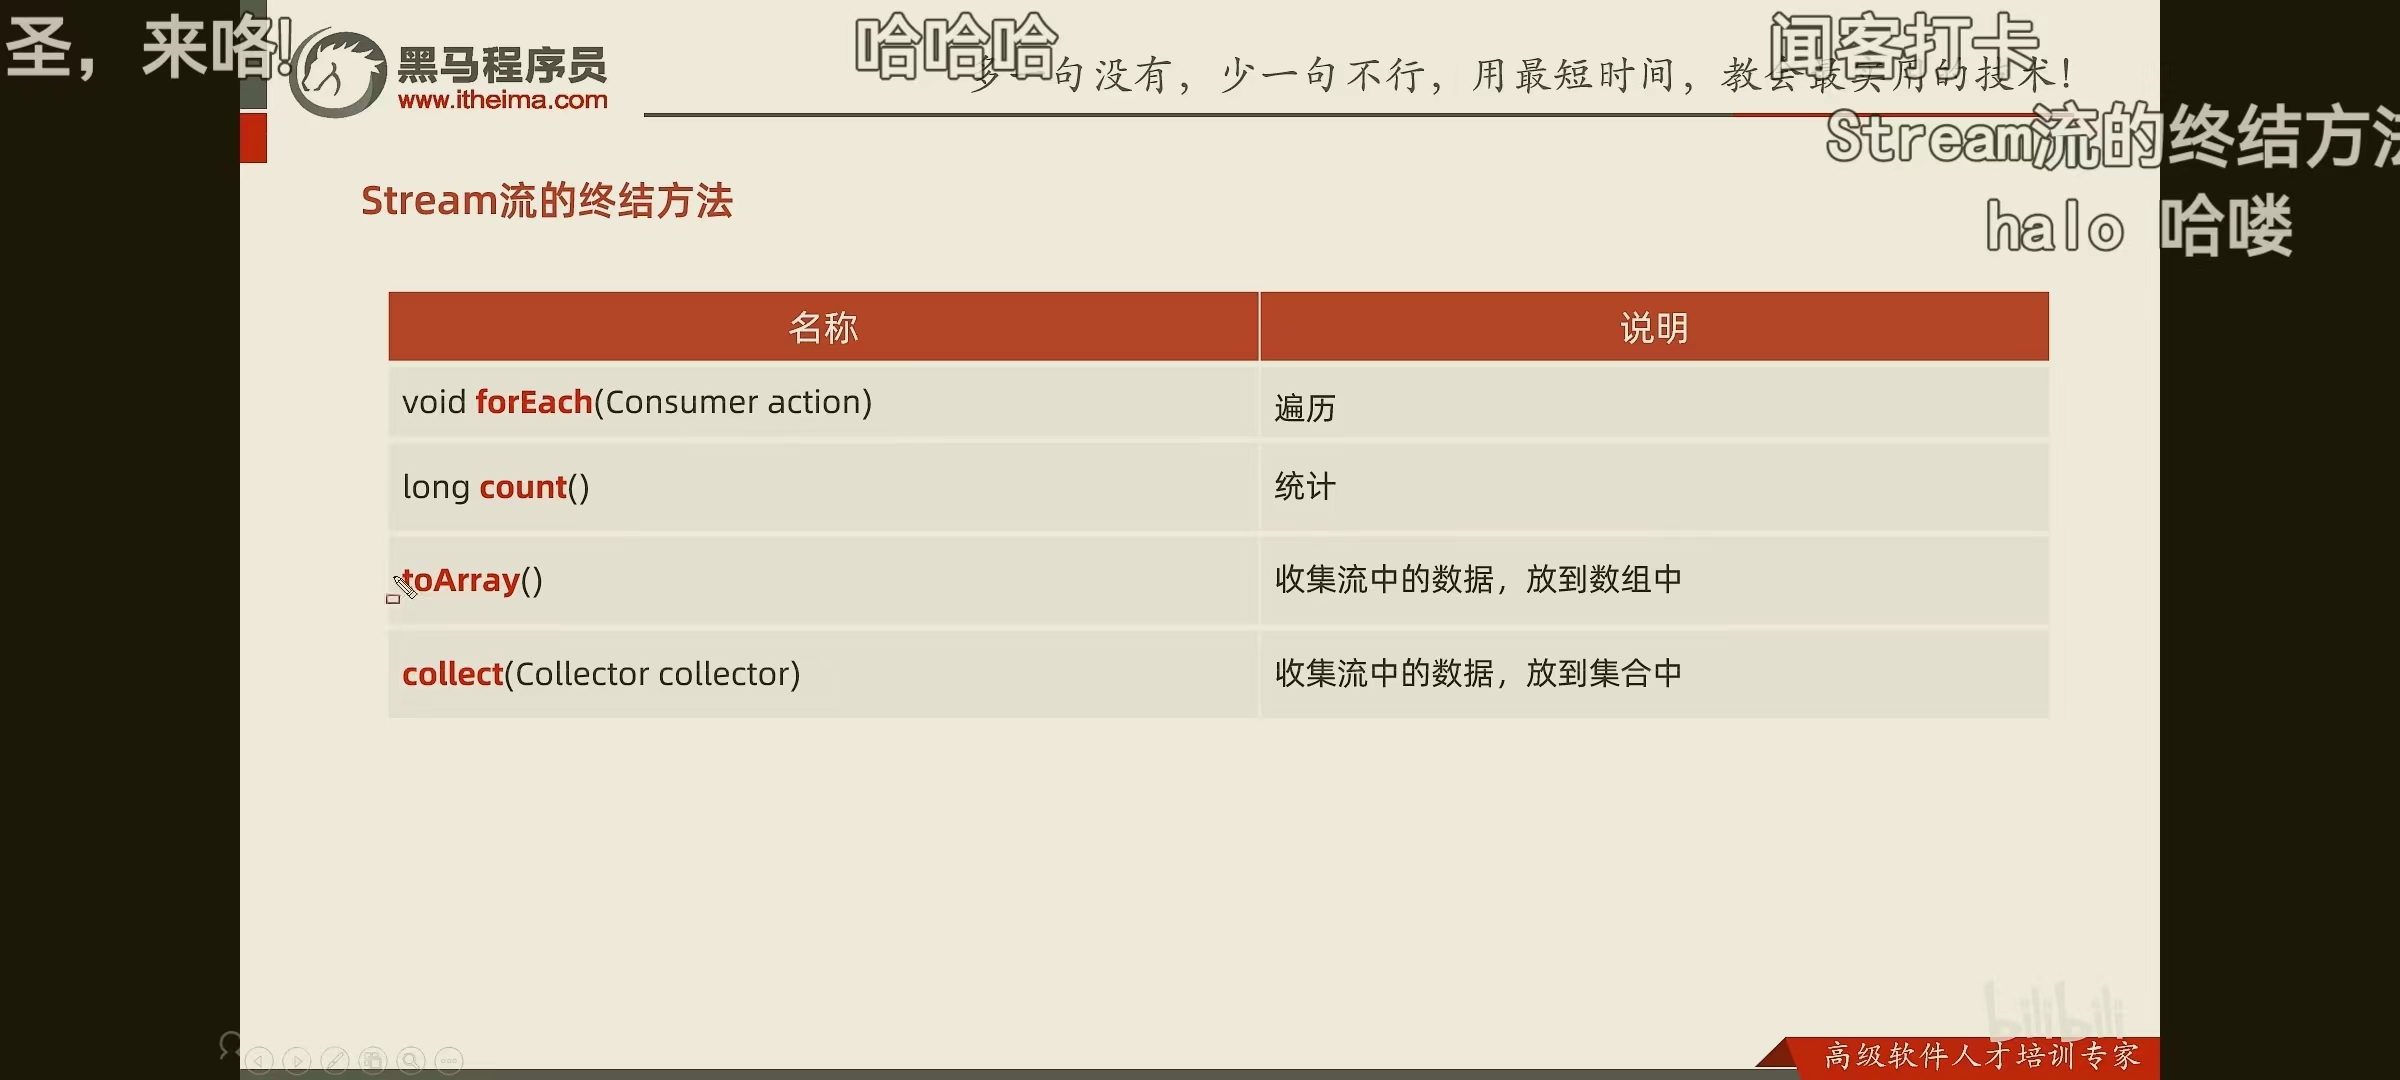 圣，来咯!
哈哈哈
闻客打卡
黑马程序员
www.itheima.com
句没有，少一句不行，用最短时间，教会最实用的技术!
Stream流的终结方法
halo 哈喽
Stream流的终结方法
名称 说明
void forEach(Consumer action) 遍历
long count() 统计
toArray() 收集流中的数据，放到数组中
collect(Collector collector) 收集流中的数据，放到集合中
bilibili
高级软件人才培训专家